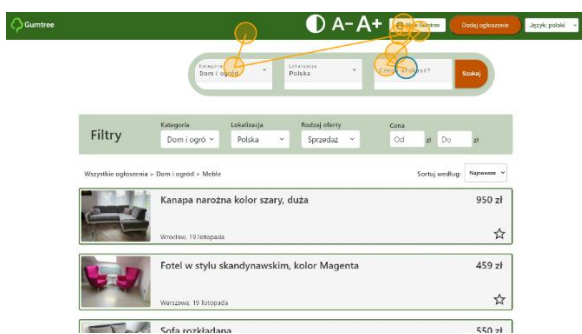 Gumtree
A- A+
Dodaj ogłoszenie
Język: polski
Kategoria
Dom i ogród
Lokalizacja
Polska
Szukaj
Filtry
Kategoria
Dom i ogró
Lokalizacja
Polska
Rodzaj oferty
Sprzedaż
Cena
Od zł
Do zł
Wszystkie ogłoszenia > Dom i ogród > Meble
Sortuj według: Najnowsze
Kanapa narożna kolor szary, duża
950 zł
Wrocław, 19 listopada
Fotel w stylu skandynawskim, kolor Magenta
459 zł
Warszawa, 19 listopada
Sofa rozkładana
550 zł